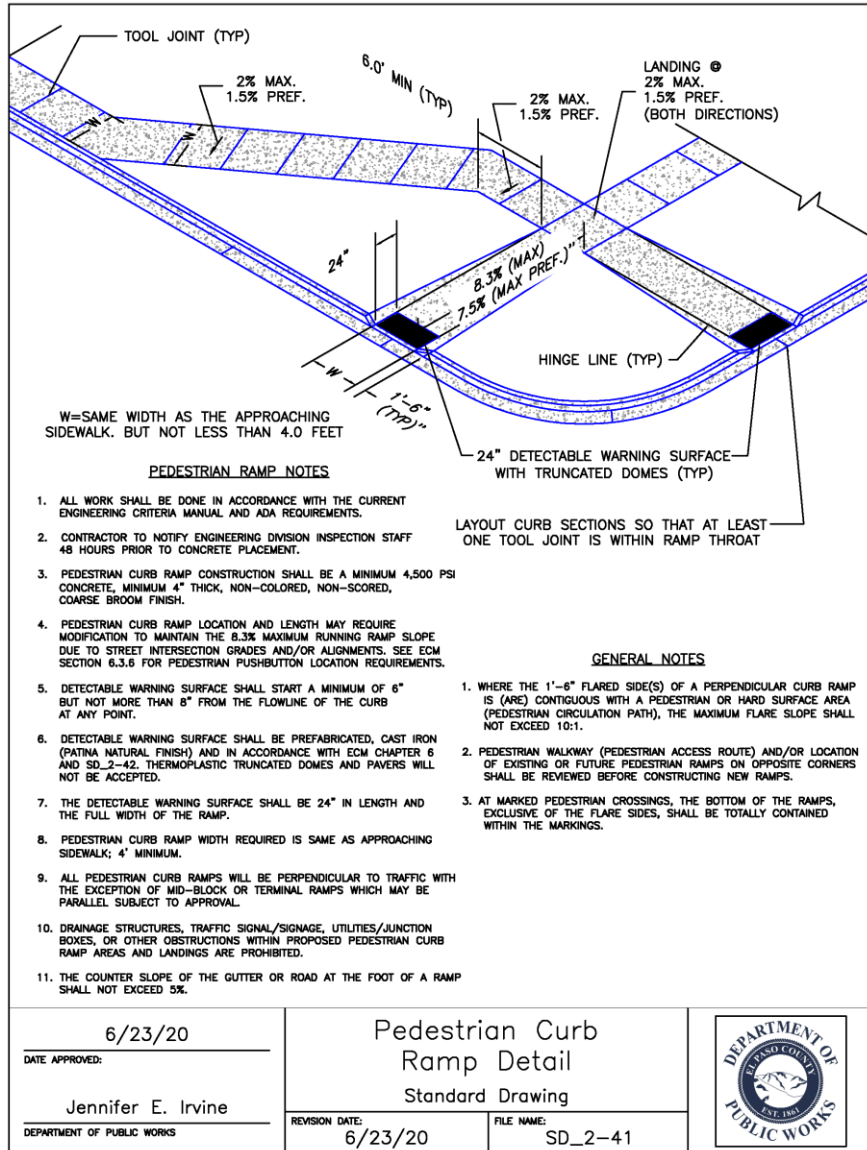 TOOL JOINT (TYP)
2% MAX.
1.5% PREF.
6.0' MIN (TYP)
2% MAX.
1.5% PREF.
LANDING @
2% MAX.
1.5% PREF.
(BOTH DIRECTIONS)
W
W
24"
8.3% (MAX)
7.5% (MAX PREF.)"
HINGE LINE (TYP)
W
1'-6"
(TYP)"
W=SAME WIDTH AS THE APPROACHING
SIDEWALK. BUT NOT LESS THAN 4.0 FEET
24" DETECTABLE WARNING SURFACE
WITH TRUNCATED DOMES (TYP)
LAYOUT CURB SECTIONS SO THAT AT LEAST
ONE TOOL JOINT IS WITHIN RAMP THROAT
PEDESTRIAN RAMP NOTES
1. ALL WORK SHALL BE DONE IN ACCORDANCE WITH THE CURRENT
ENGINEERING CRITERIA MANUAL AND ADA REQUIREMENTS.
2. CONTRACTOR TO NOTIFY ENGINEERING DIVISION INSPECTION STAFF
48 HOURS PRIOR TO CONCRETE PLACEMENT.
3. PEDESTRIAN CURB RAMP CONSTRUCTION SHALL BE A MINIMUM 4,500 PSI
CONCRETE, MINIMUM 4" THICK, NON-COLORED, NON-SCORED,
COARSE BROOM FINISH.
4. PEDESTRIAN CURB RAMP LOCATION AND LENGTH MAY REQUIRE
MODIFICATION TO MAINTAIN THE 8.3% MAXIMUM RUNNING RAMP SLOPE
DUE TO STREET INTERSECTION GRADES AND/OR ALIGNMENTS. SEE ECM
SECTION 6.3.6 FOR PEDESTRIAN PUSHBUTTON LOCATION REQUIREMENTS.
5. DETECTABLE WARNING SURFACE SHALL START A MINIMUM OF 6"
BUT NOT MORE THAN 8" FROM THE FLOWLINE OF THE CURB
AT ANY POINT.
6. DETECTABLE WARNING SURFACE SHALL BE PREFABRICATED, CAST IRON
(PATINA NATURAL FINISH) AND IN ACCORDANCE WITH ECM CHAPTER 6
AND SD_2-42. THERMOPLASTIC TRUNCATED DOMES AND PAVERS WILL
NOT BE ACCEPTED.
7. THE DETECTABLE WARNING SURFACE SHALL BE 24" IN LENGTH AND
THE FULL WIDTH OF THE RAMP.
8. PEDESTRIAN CURB RAMP WIDTH REQUIRED IS SAME AS APPROACHING
SIDEWALK; 4' MINIMUM.
9. ALL PEDESTRIAN CURB RAMPS WILL BE PERPENDICULAR TO TRAFFIC WITH
THE EXCEPTION OF MID-BLOCK OR TERMINAL RAMPS WHICH MAY BE
PARALLEL SUBJECT TO APPROVAL.
10. DRAINAGE STRUCTURES, TRAFFIC SIGNAL/SIGNAGE, UTILITIES/JUNCTION
BOXES, OR OTHER OBSTRUCTIONS WITHIN PROPOSED PEDESTRIAN CURB
RAMP AREAS AND LANDINGS ARE PROHIBITED.
11. THE COUNTER SLOPE OF THE GUTTER OR ROAD AT THE FOOT OF A RAMP
SHALL NOT EXCEED 5%.
GENERAL NOTES
1. WHERE THE 1'-6" FLARED SIDE(S) OF A PERPENDICULAR CURB RAMP
IS (ARE) CONTIGUOUS WITH A PEDESTRIAN OR HARD SURFACE AREA
(PEDESTRIAN CIRCULATION PATH), THE MAXIMUM FLARE SLOPE SHALL
NOT EXCEED 10:1.
2. PEDESTRIAN WALKWAY (PEDESTRIAN ACCESS ROUTE) AND/OR LOCATION
OF EXISTING OR FUTURE PEDESTRIAN RAMPS ON OPPOSITE CORNERS
SHALL BE REVIEWED BEFORE CONSTRUCTING NEW RAMPS.
3. AT MARKED PEDESTRIAN CROSSINGS, THE BOTTOM OF THE RAMPS,
EXCLUSIVE OF THE FLARE SIDES, SHALL BE TOTALLY CONTAINED
WITHIN THE MARKINGS.
6/23/20
DATE APPROVED:
Jennifer E. Irvine
DEPARTMENT OF PUBLIC WORKS
Pedestrian Curb
Ramp Detail
Standard Drawing
REVISION DATE:
6/23/20
FILE NAME:
SD_2-41
DEPARTMENT OF
EL PASO COUNTY
EST. 1861
PUBLIC WORKS